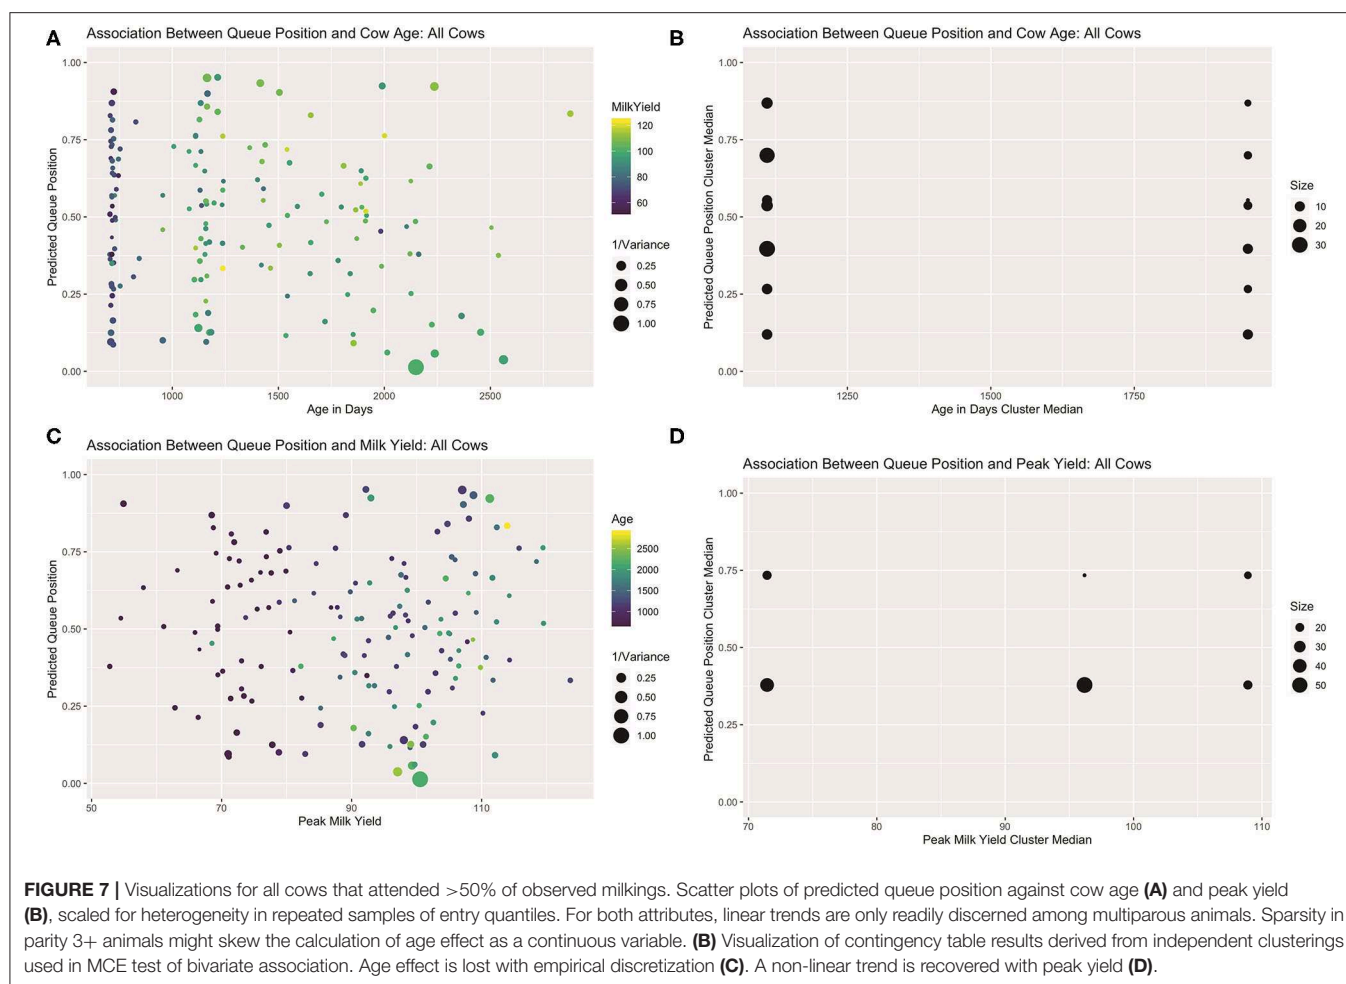 A
Association Between Queue Position and Cow Age: All Cows
1.00
0.75
0.50
0.25
0.00
Predicted Queue Position
1000
1500
2000
2500
Age in Days
MilkYield
120
100
80
60
1/Variance
0.25
0.50
0.75
1.00
B
Association Between Queue Position and Cow Age: All Cows
1.00
0.75
0.50
0.25
0.00
Predicted Queue Position Cluster Median
1250
1500
1750
Age in Days Cluster Median
Size
10
20
30
C
Association Between Queue Position and Milk Yield: All Cows
1.00
0.75
0.50
0.25
0.00
Predicted Queue Position
50
70
90
110
Peak Milk Yield
Age
2500
2000
1500
1000
1/Variance
0.25
0.50
0.75
1.00
D
Association Between Queue Position and Peak Yield: All Cows
1.00
0.75
0.50
0.25
0.00
Predicted Queue Position Cluster Median
70
80
90
100
110
Peak Milk Yield Cluster Median
Size
20
30
40
50
FIGURE 7 | Visualizations for all cows that attended >50% of observed milkings. Scatter plots of predicted queue position against cow age (A) and peak yield
(B), scaled for heterogeneity in repeated samples of entry quantiles. For both attributes, linear trends are only readily discerned among multiparous animals. Sparsity in
parity 3+ animals might skew the calculation of age effect as a continuous variable. (B) Visualization of contingency table results derived from independent clusterings
used in MCE test of bivariate association. Age effect is lost with empirical discretization (C). A non-linear trend is recovered with peak yield (D).